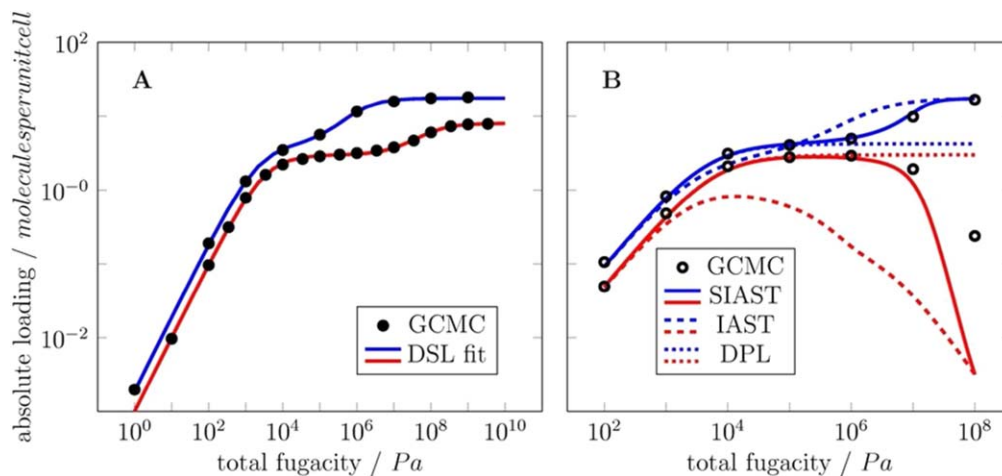 absolute loading / moleculesperunitcell
10^2
10^{-0}
10^{-2}
A
GCMC
DSL fit
10^0 10^2 10^4 10^6 10^8 10^{10}
total fugacity / Pa
B
GCMC
SIAST
IAST
DPL
10^2 10^4 10^6 10^8
total fugacity / Pa